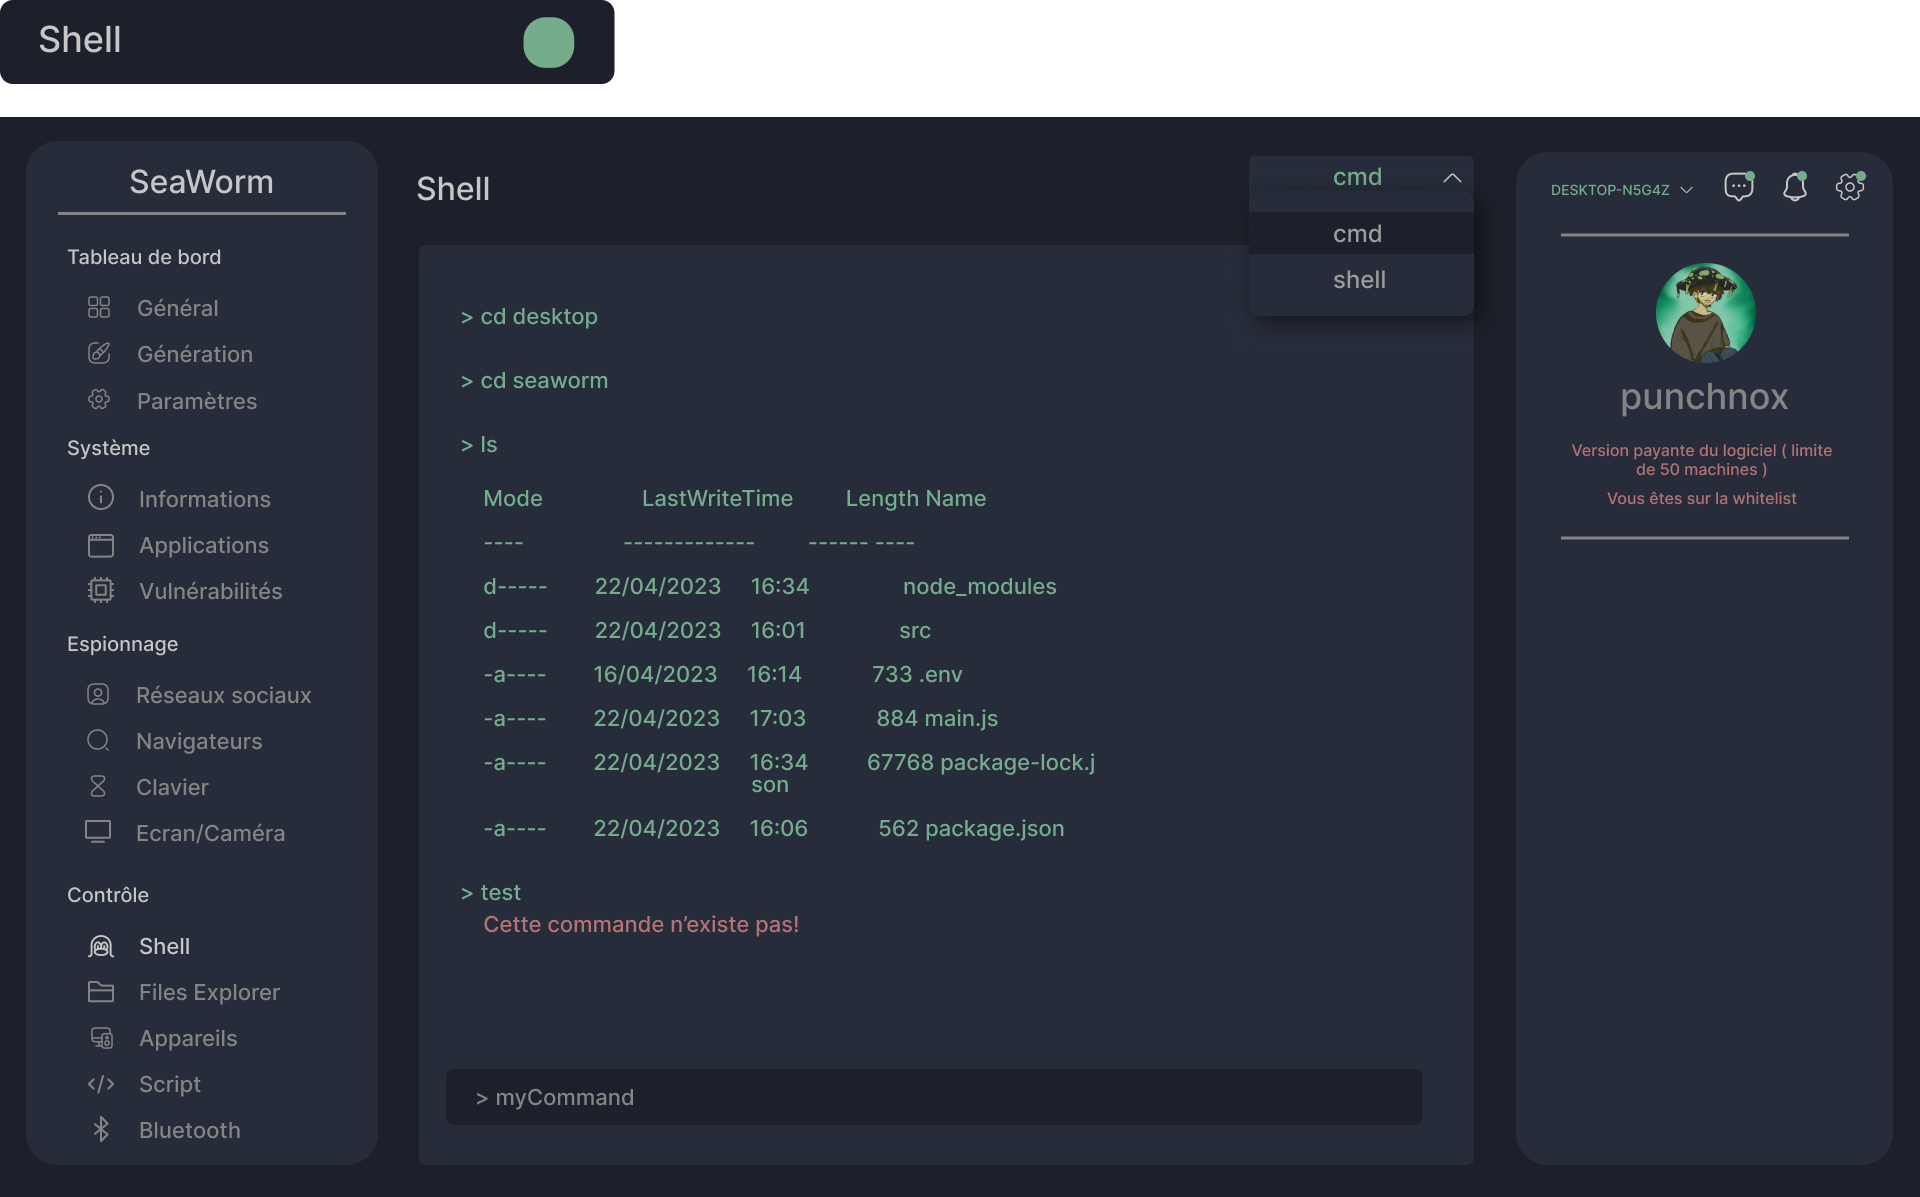 Shell
SeaWorm
Tableau de bord
Général
Génération
Paramètres
Système
Informations
Applications
Vulnérabilités
Espionnage
Réseaux sociaux
Navigateurs
Clavier
Ecran/Caméra
Contrôle
Shell
Files Explorer
Appareils
Script
Bluetooth
Shell
cmd
cmd
shell
> cd desktop
> cd seaworm
> ls
Mode LastWriteTime Length Name
---- ------------- ------ ----
d----- 22/04/2023 16:34 node_modules
d----- 22/04/2023 16:01 src
-a---- 16/04/2023 16:14 733 .env
-a---- 22/04/2023 17:03 884 main.js
-a---- 22/04/2023 16:34 67768 package-lock.j
son
-a---- 22/04/2023 16:06 562 package.json
> test
Cette commande n’existe pas!
> myCommand
DESKTOP-N5G4Z
punchnox
Version payante du logiciel ( limite
de 50 machines )
Vous êtes sur la whitelist